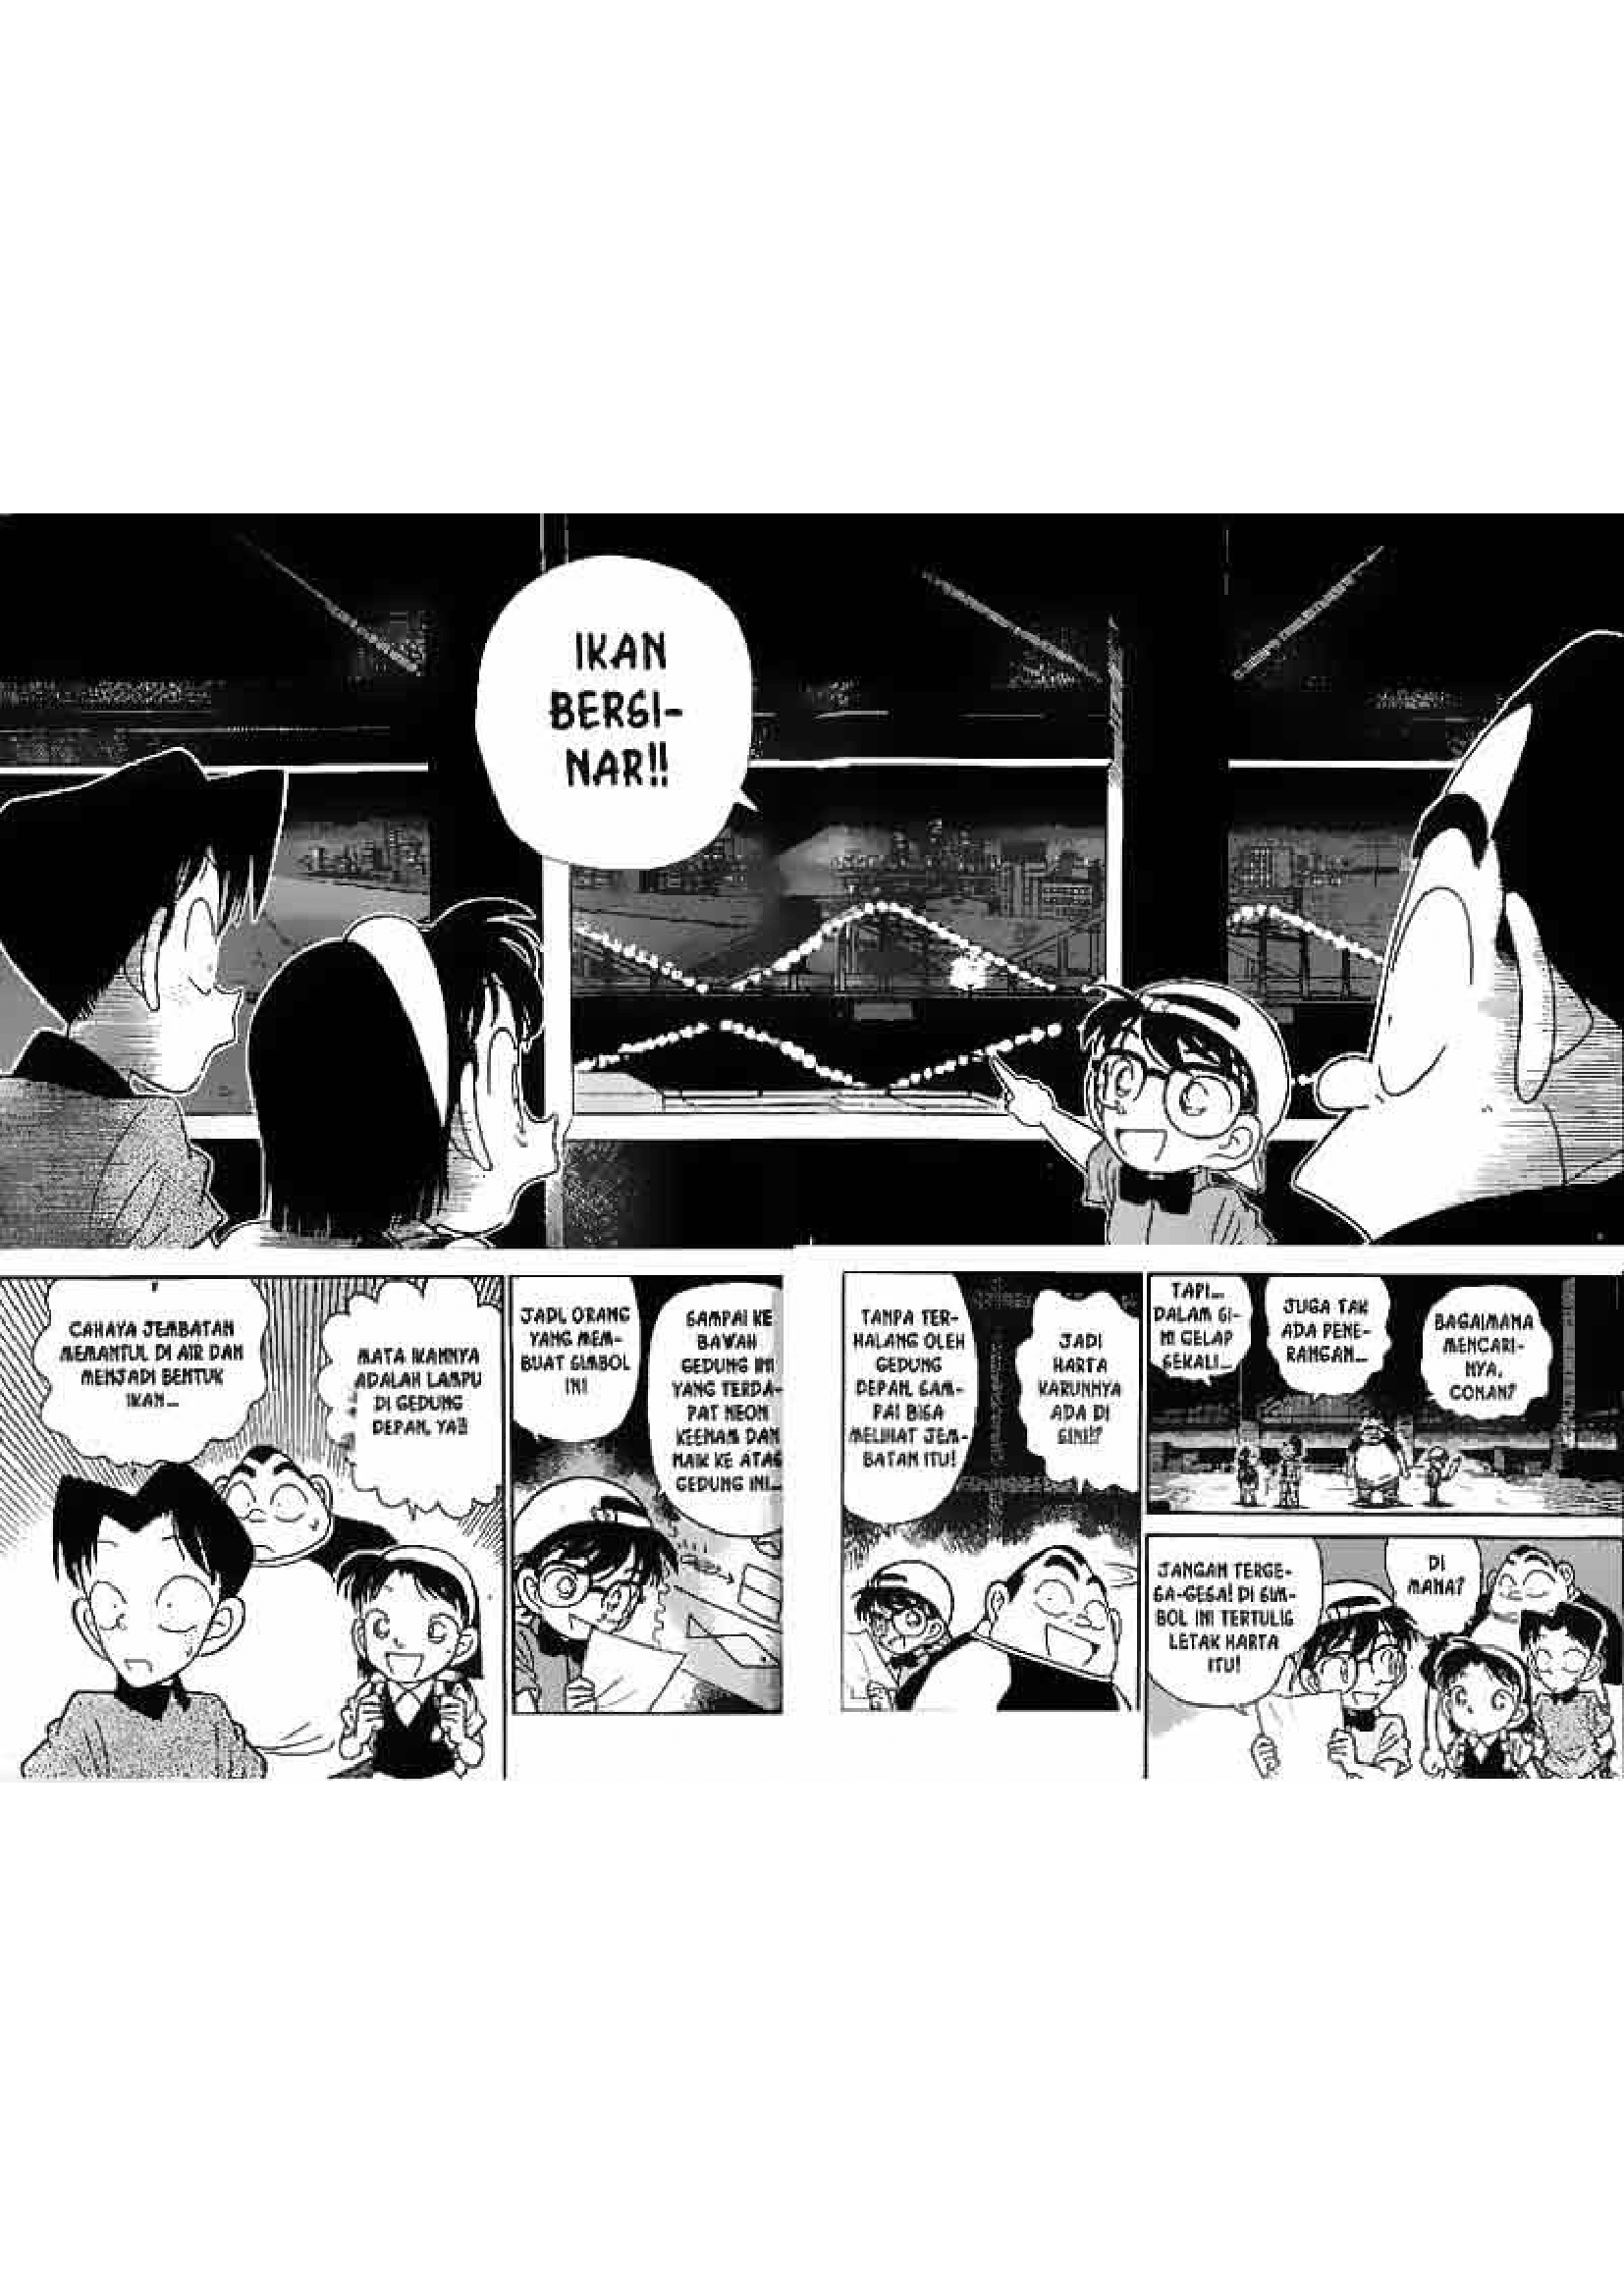 IKAN
BERSI-
NAR!!
CAHAYA JEMBATAN
MEMANTUL DI AIR DAN
MENJADI BENTUK
IKAN...
MATA IKANNYA
ADALAH LAMPU
DI GEDUNG
DEPAN, YA!!
JADI, ORANG
YANG MEM-
BUAT SIMBOL
INI
SAMPAI KE
BAWAH
GEDUNG INI
YANG TERDA-
PAT NEON
KEENAM DAN
NAIK KE ATAS
GEDUNG INI...
TANPA TER-
HALANG OLEH
GEDUNG
DEPAN, SAM-
PAI BISA
MELIHAT JEM-
BATAN ITU!
JADI
HARTA
KARUNNYA
ADA DI
SINI!?
TAPI...
DALAM SI-
NI GELAP
SEKALI...
JUGA TAK
ADA PENE-
RANGAN...
BAGAIMANA
MENCARI-
NYA,
CONAN?
JANGAN TERGE-
SA-GESA! DI SIM-
BOL INI TERTULIS
LETAK HARTA
ITU!
DI
MANA?